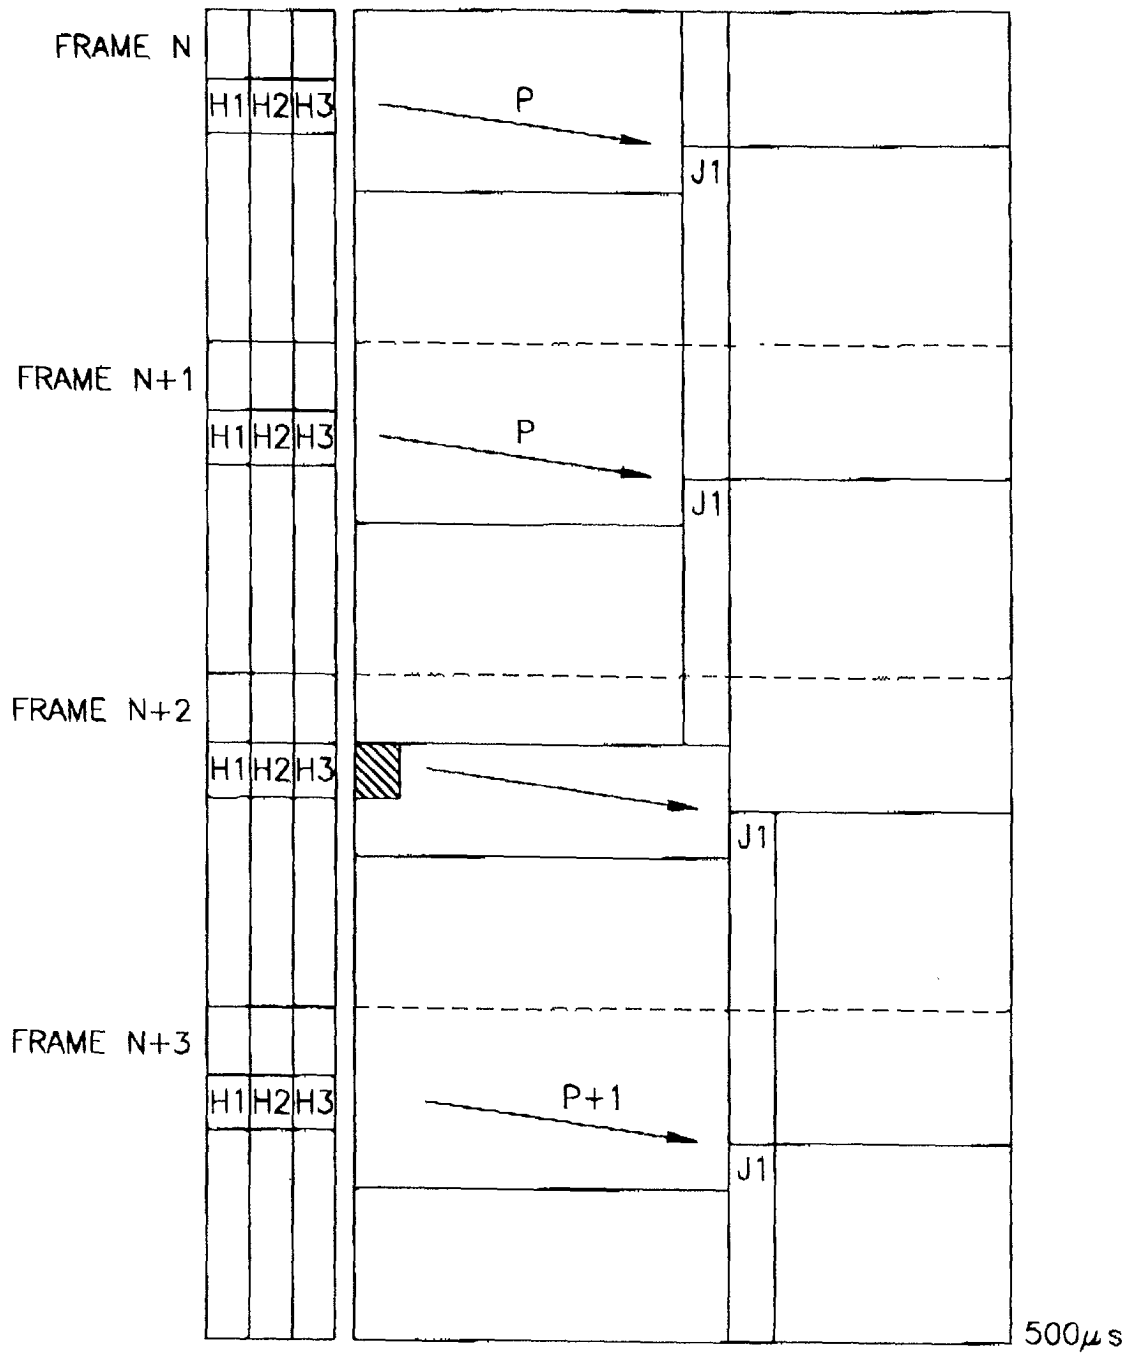 FRAME N
H1 H2 H3
P
J1
FRAME N+1
H1 H2 H3
P
J1
FRAME N+2
H1 H2 H3
J1
FRAME N+3
H1 H2 H3
P+1
J1
500μs